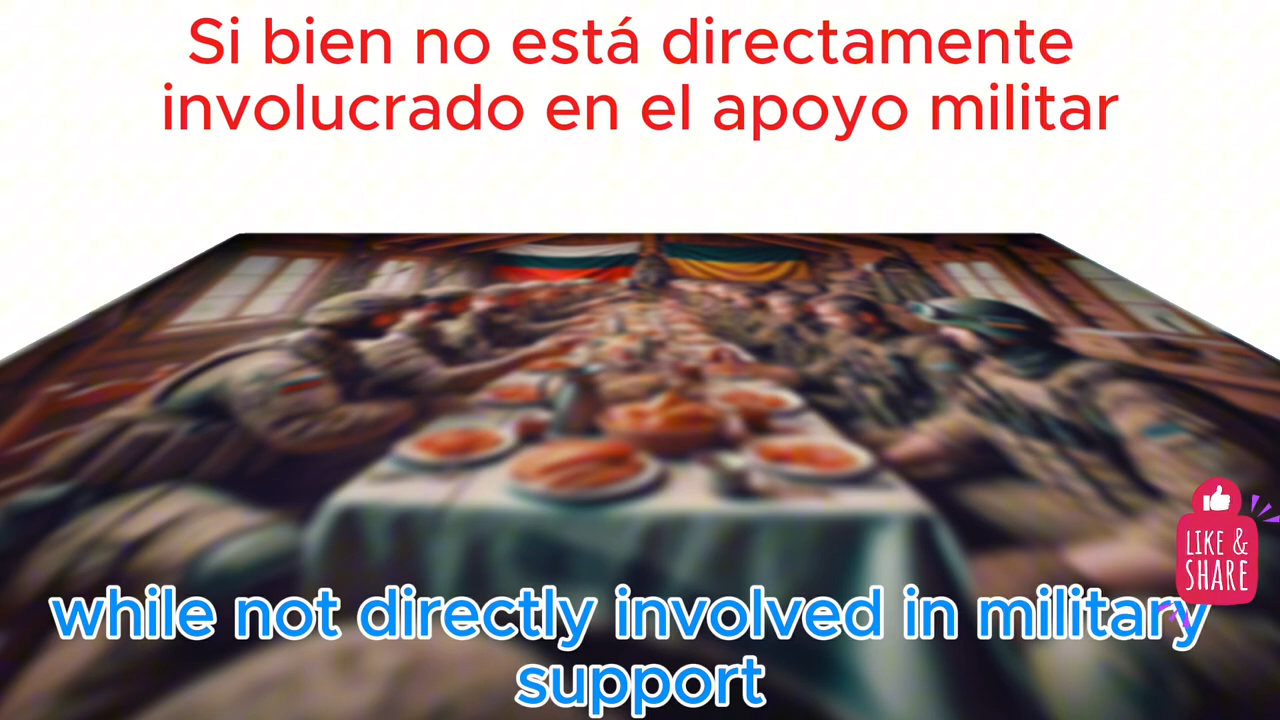 Si bien no está directamente
involucrado en el apoyo militar
LIKE &
SHARE
while not directly involved in military
support